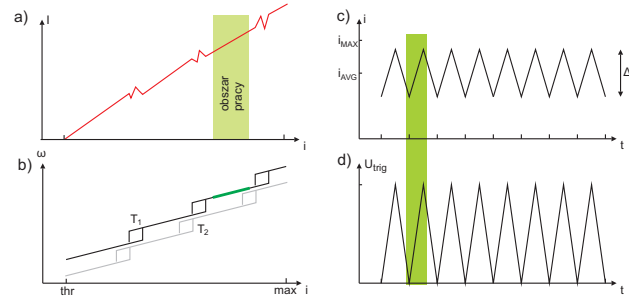 a)
I
obszar
pracy
i
b)
ω
T1
T2
thr
max
i
c)
i
iMAX
iAVG
Δ
t
d)
Utrig
t